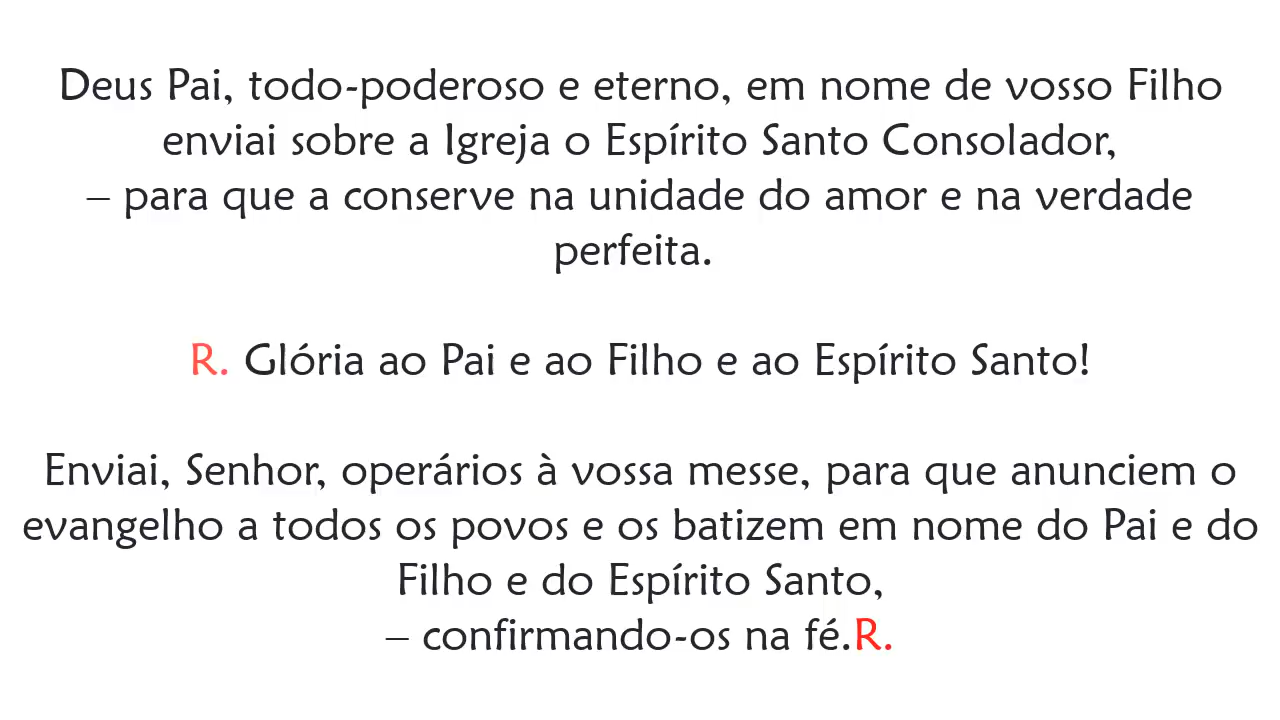 Deus Pai, todo-poderoso e eterno, em nome de vosso Filho
enviai sobre a Igreja o Espírito Santo Consolador,
– para que a conserve na unidade do amor e na verdade
perfeita.
R. Glória ao Pai e ao Filho e ao Espírito Santo!
Enviai, Senhor, operários à vossa messe, para que anunciem o
evangelho a todos os povos e os batizem em nome do Pai e do
Filho e do Espírito Santo,
– confirmando-os na fé.R.